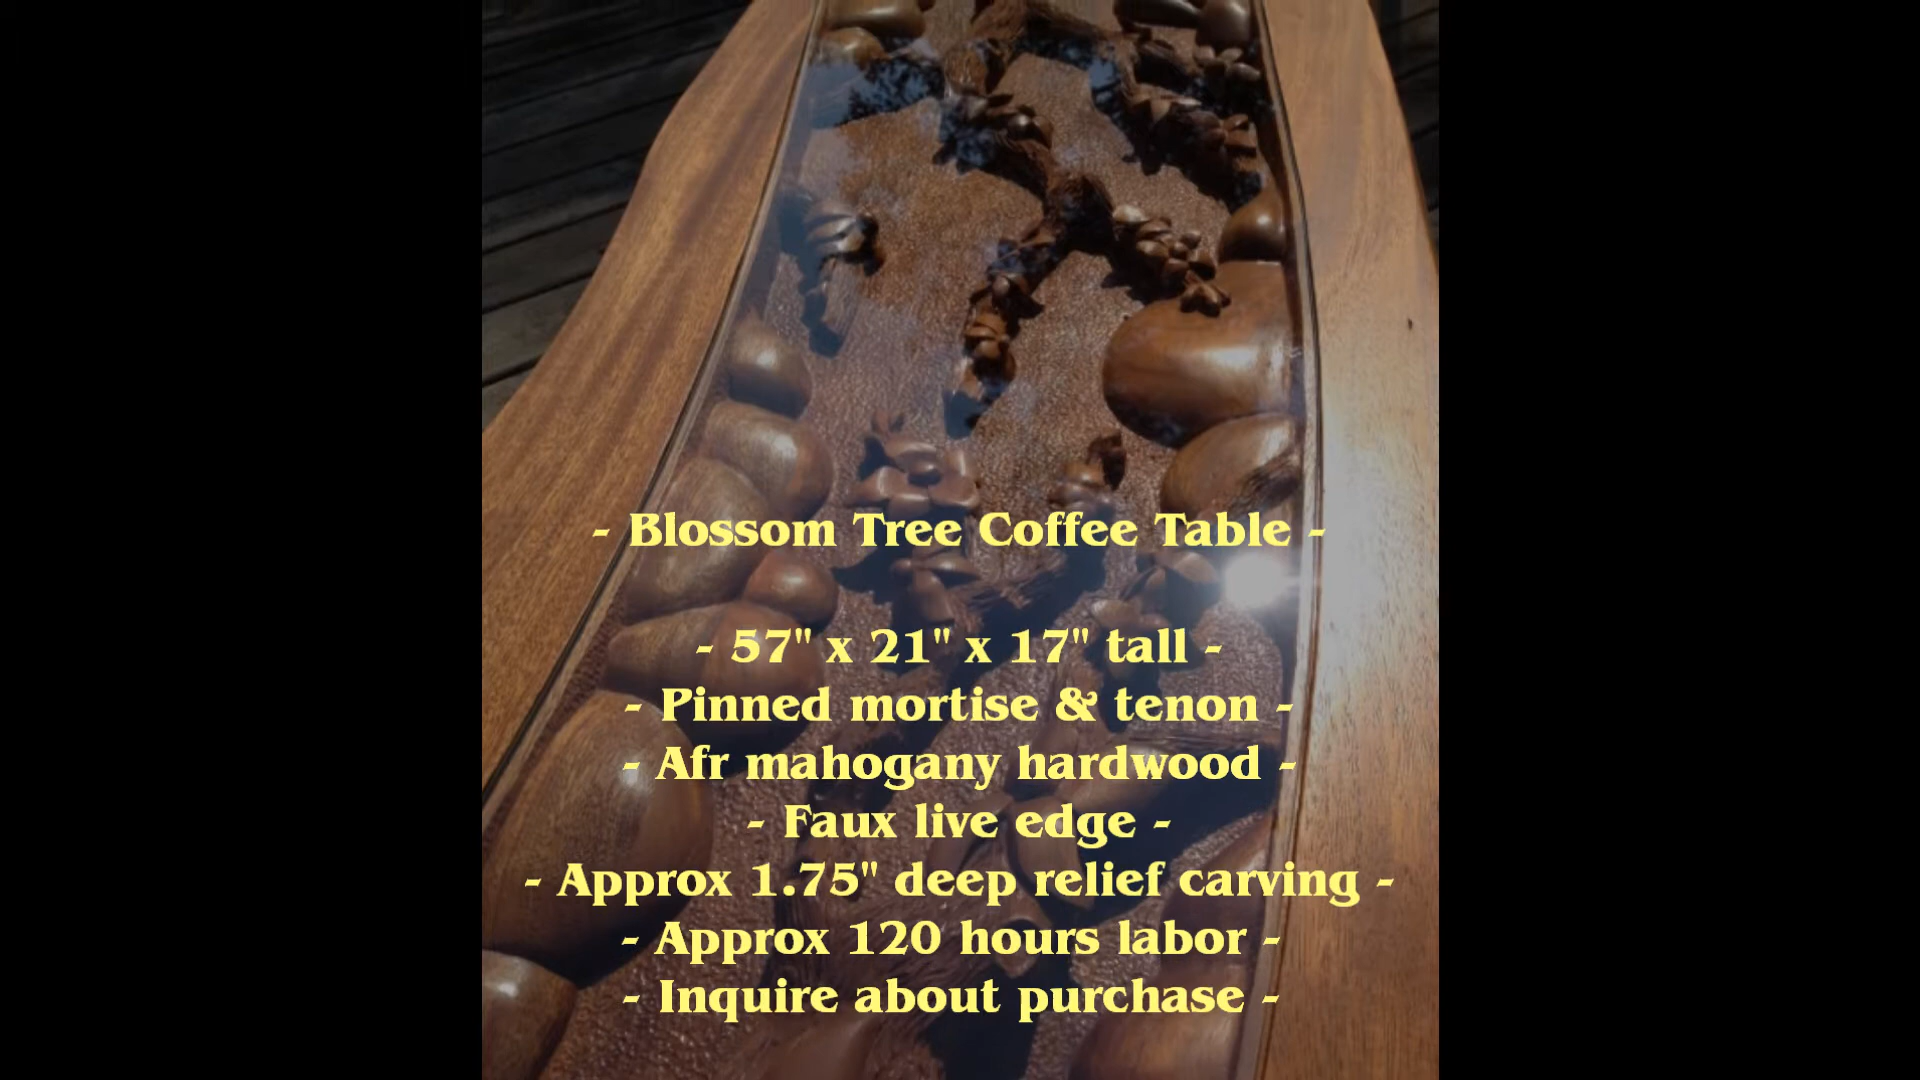 - Blossom Tree Coffee Table -
- 57" x 21" x 17" tall -
- Pinned mortise & tenon -
- Afr mahogany hardwood -
- Faux live edge -
- Approx 1.75" deep relief carving -
- Approx 120 hours labor -
- Inquire about purchase -